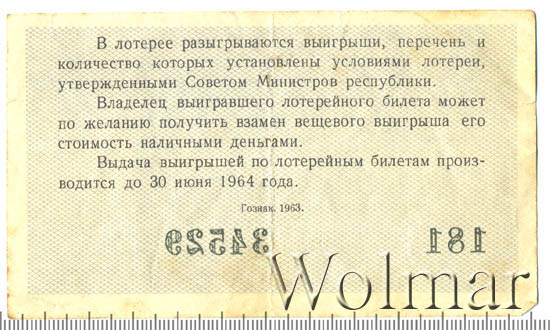 В лотерее разыгрываются выигрыши, перечень и
количество которых установлены условиями лотереи,
утвержденными Советом Министров республики.
Владелец выигравшего лотерейного билета может
по желанию получить взамен вещевого выигрыша его
стоимость наличными деньгами.
Выдача выигрышей по лотерейным билетам произ-
водится до 30 июня 1964 года.
Гознак. 1963.
34529 181
Wolmar